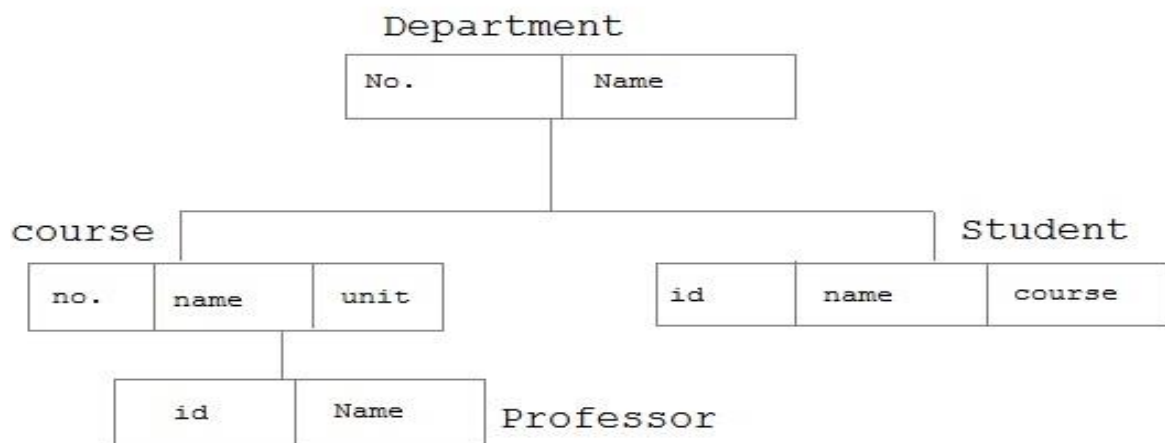 Department
No. Name
course Student
no. name unit id name course
id Name Professor